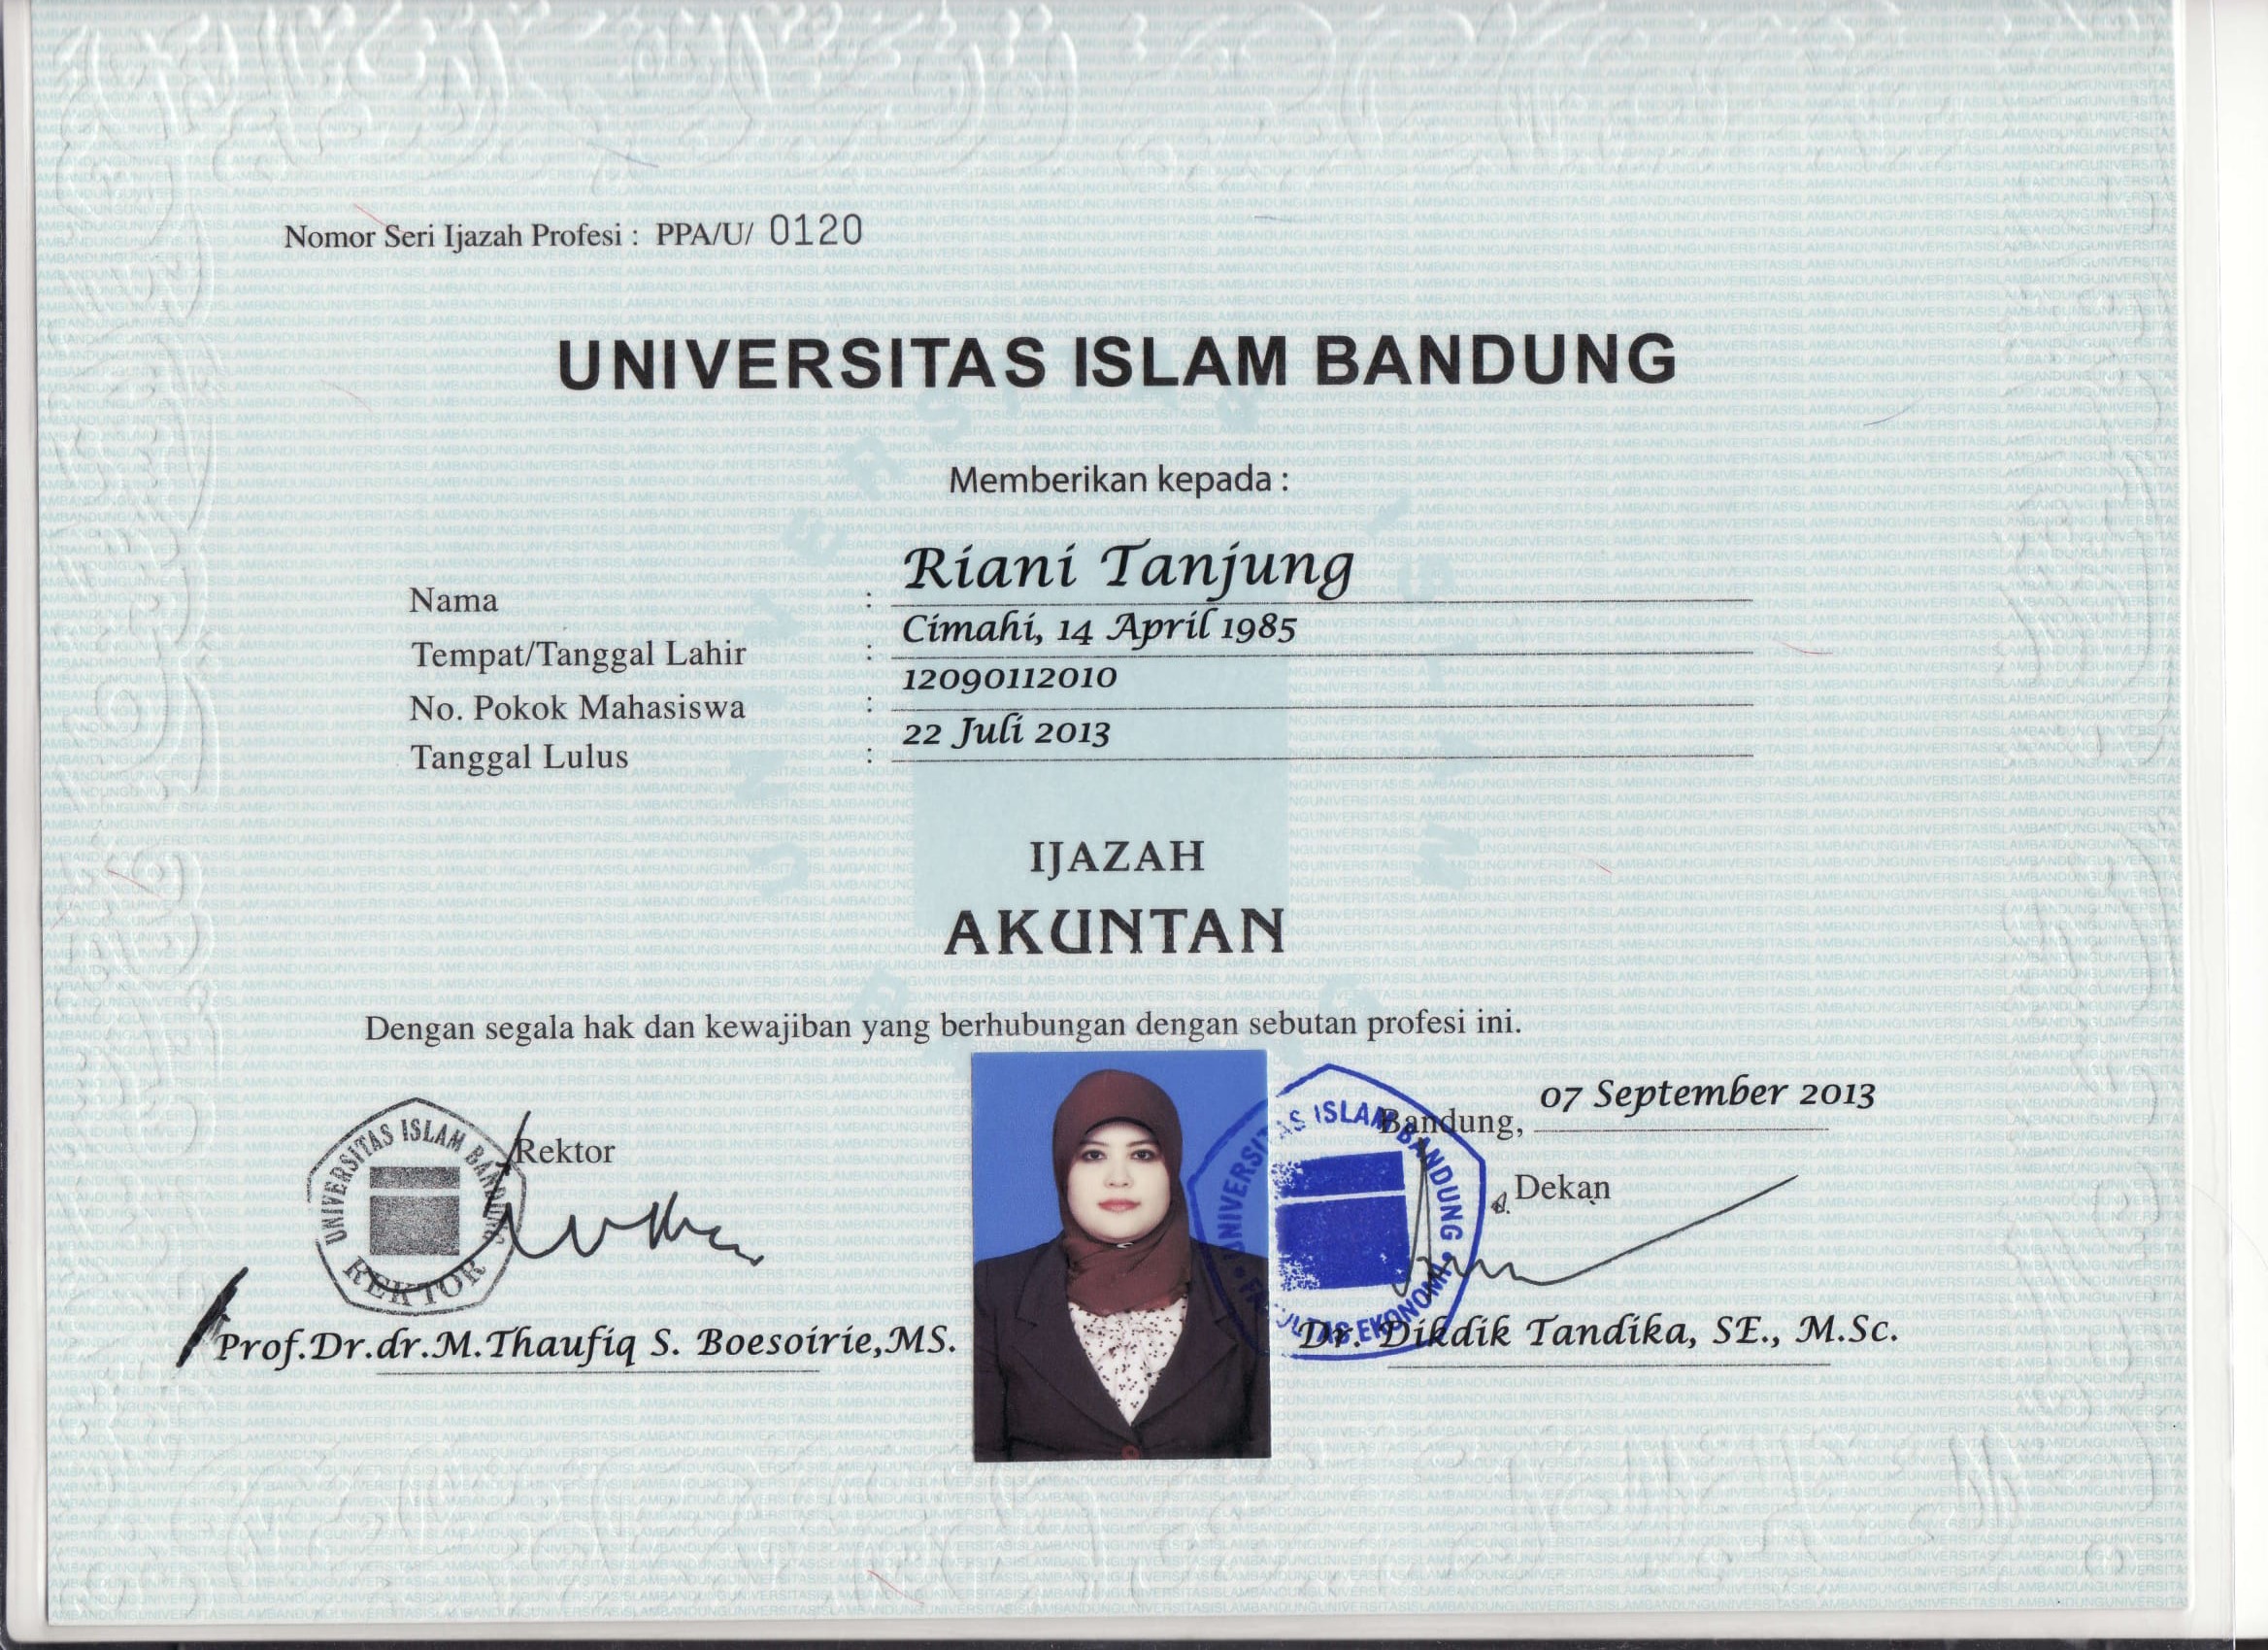 Nomor Seri Ijazah Profesi : PPA/U/ 0120
UNIVERSITAS ISLAM BANDUNG
Memberikan kepada :
Nama : Riani Tanjung
Tempat/Tanggal Lahir : Cimahi, 14 April 1985
No. Pokok Mahasiswa : 12090112010
Tanggal Lulus : 22 Juli 2013
IJAZAH
AKUNTAN
Dengan segala hak dan kewajiban yang berhubungan dengan sebutan profesi ini.
Bandung, 07 September 2013
Rektor
UNIVERSITAS ISLAM BANDUNG
REKTOR
Prof.Dr.dr.M.Thaufiq S. Boesoirie,MS.
Dekan
UNIVERSITAS ISLAM BANDUNG
FAKULTAS EKONOMI
Dr. Dikdik Tandika, SE., M.Sc.